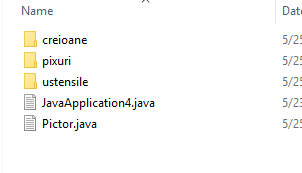 Name Date
creioane 5/25
pixuri 5/25
ustensile 5/25
JavaApplication4.java 5/23
Pictor.java 5/25